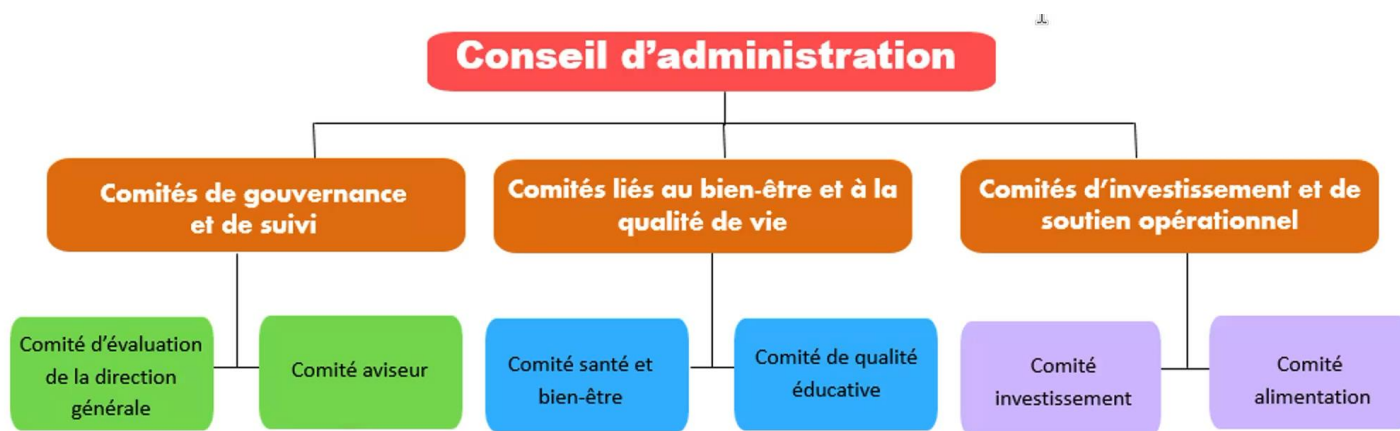 Conseil d’administration
Comités de gouvernance
et de suivi
Comités liés au bien-être et à la
qualité de vie
Comités d’investissement et de
soutien opérationnel
Comité d’évaluation
de la direction
générale
Comité aviseur
Comité santé et
bien-être
Comité de qualité
éducative
Comité
investissement
Comité
alimentation